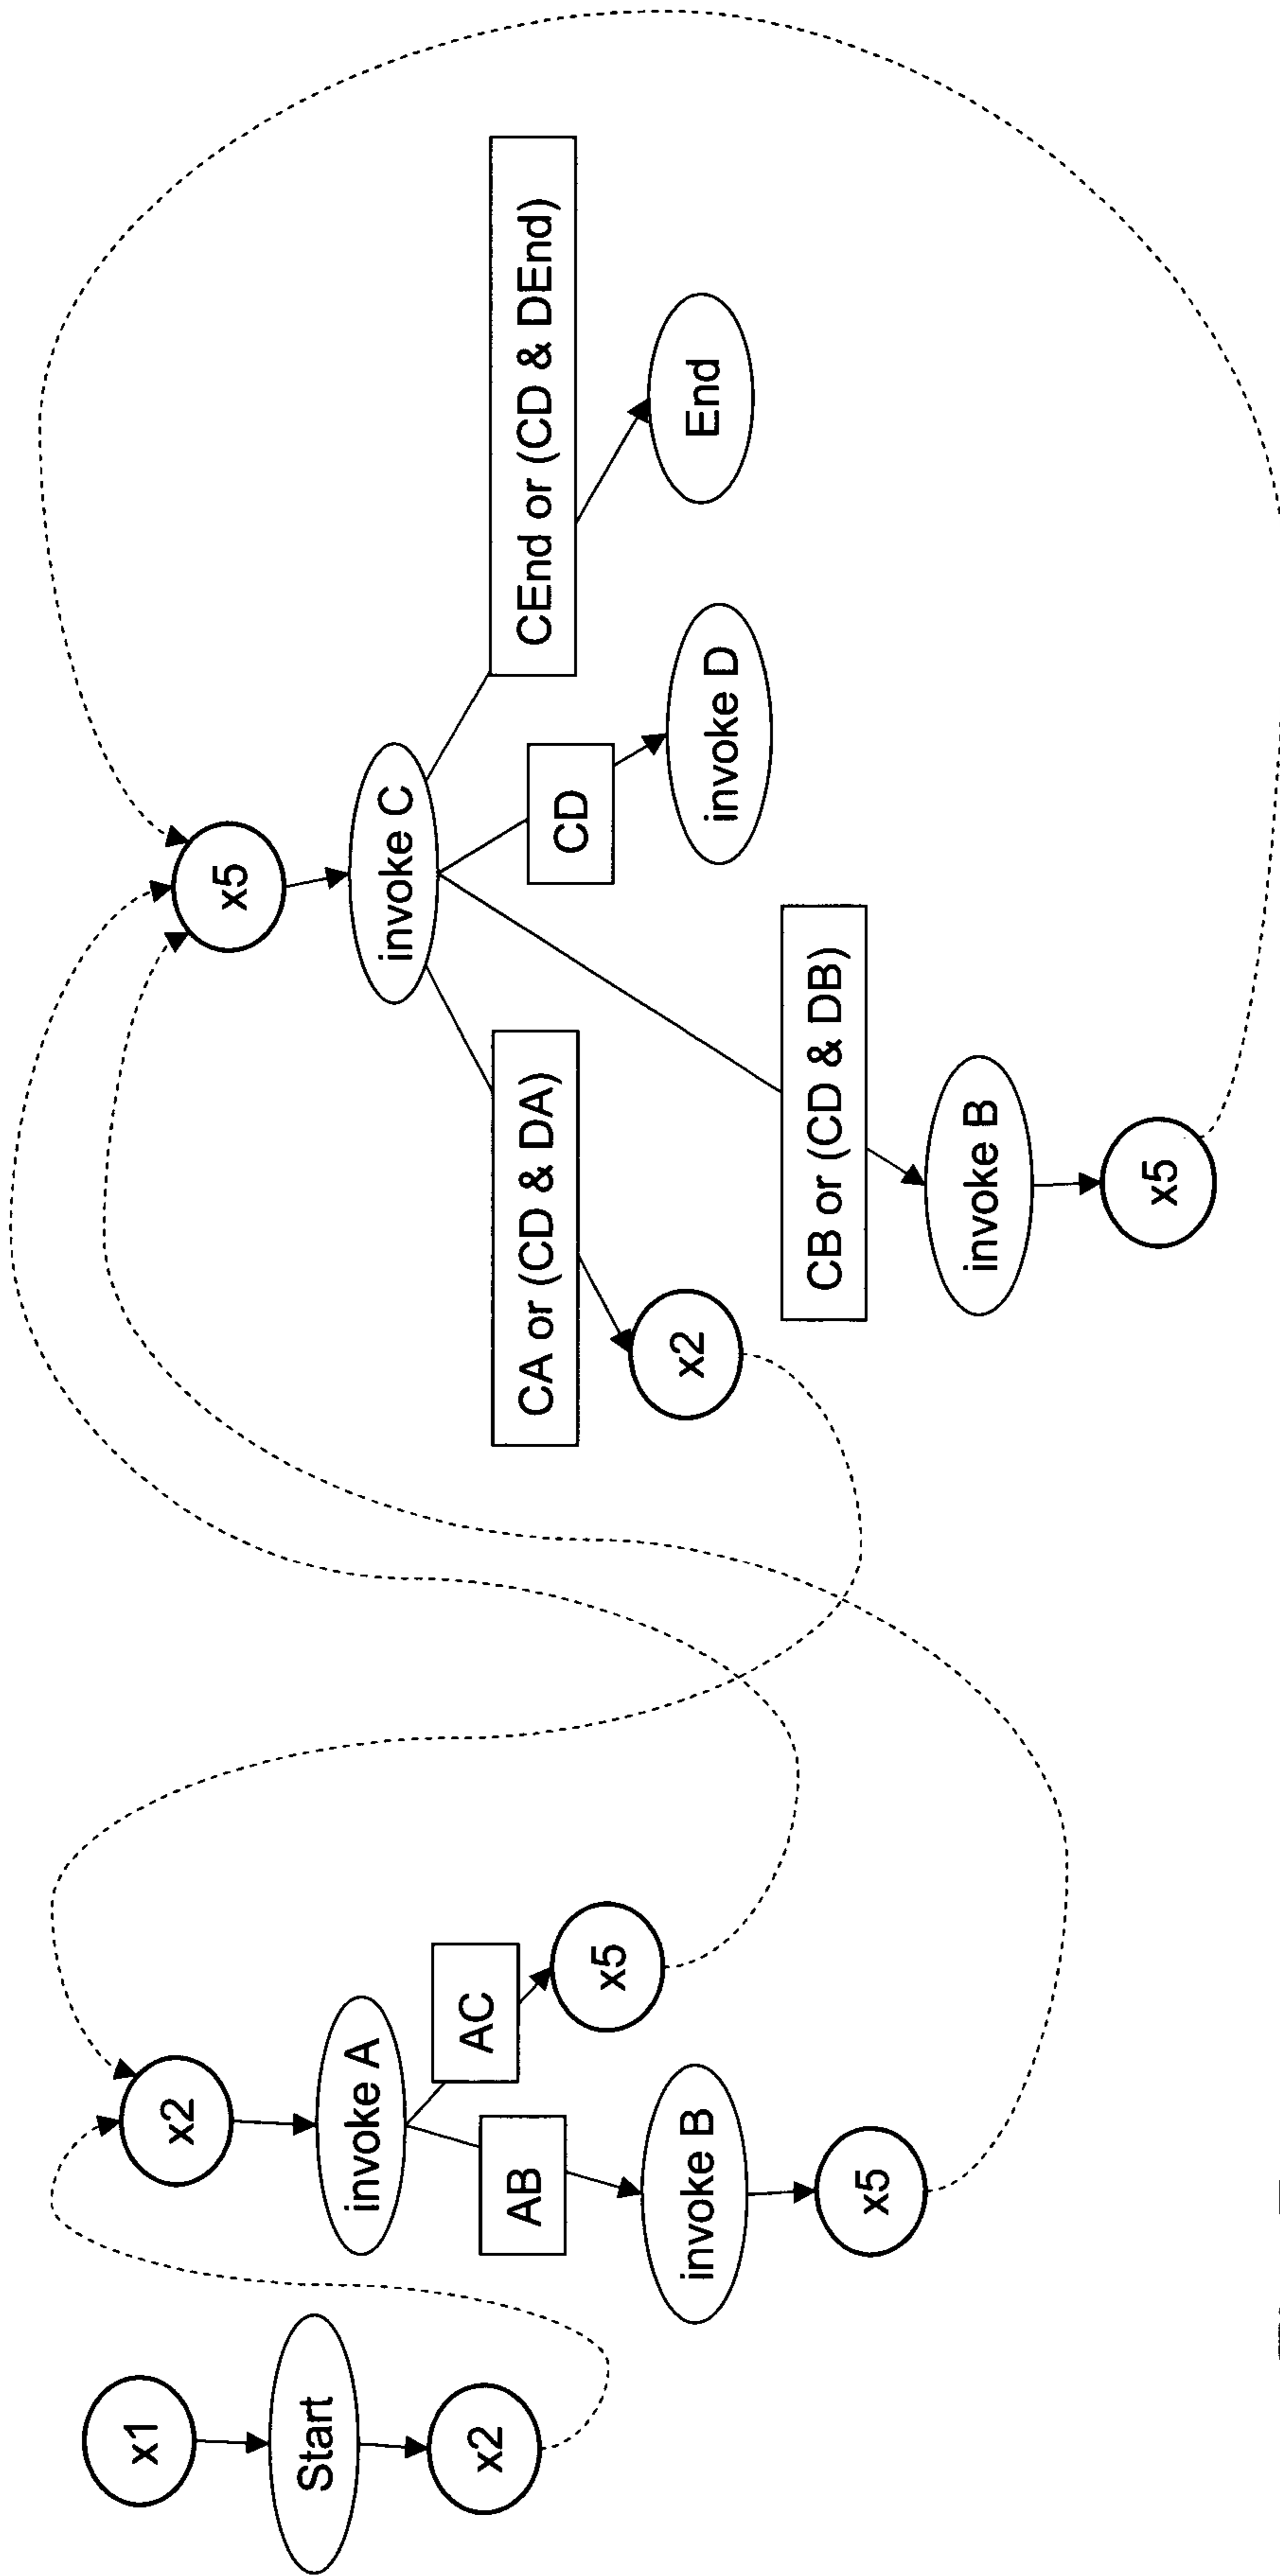 x1
Start
x2
x2
invoke A
AB
AC
invoke B
x5
x5
x5
invoke C
CA or (CD & DA)
x2
CB or (CD & DB)
invoke B
x5
CD
invoke D
CEnd or (CD & DEnd)
End